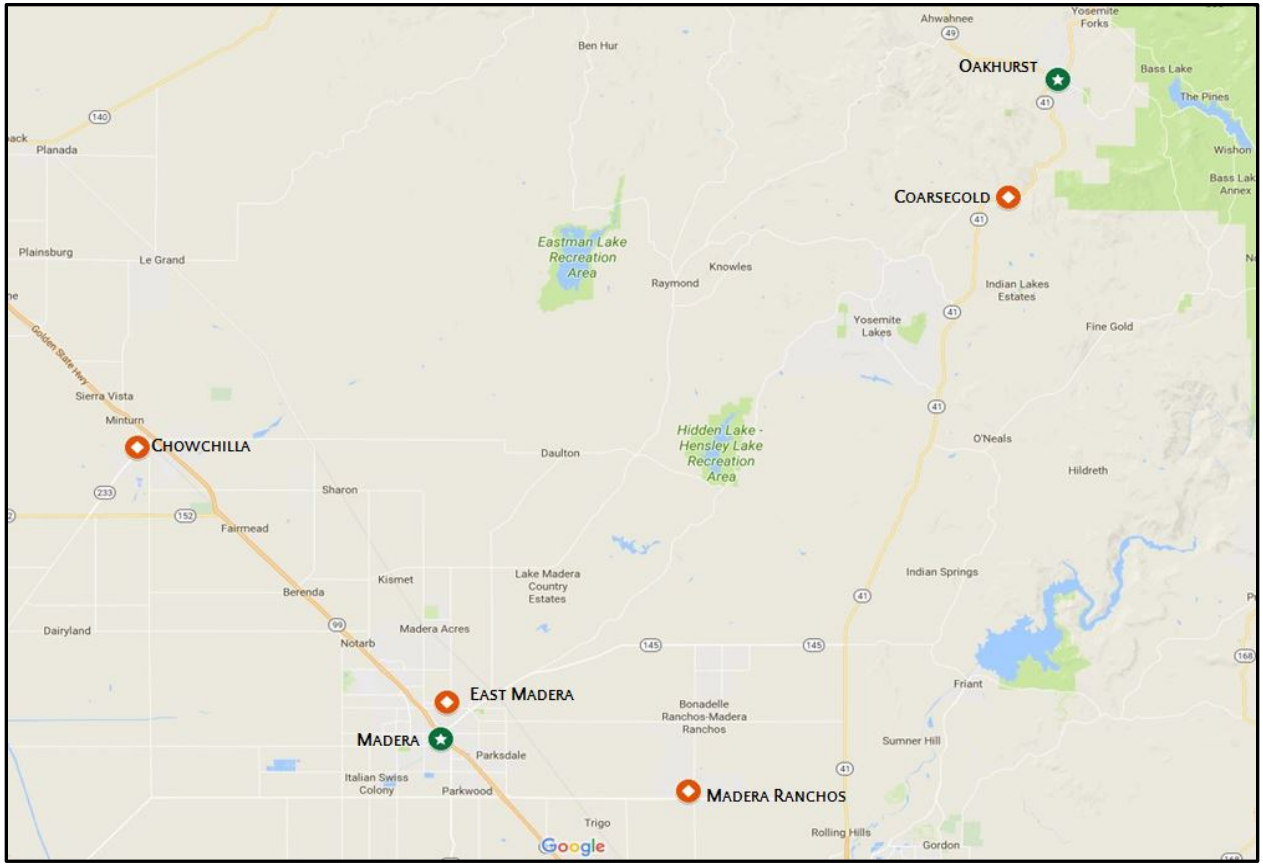 Ahwahnee
49
Yosemite
Forks
Ben Hur
OAKHURST
Bass Lake
41
The Pines
140
Planada
Wishon
Bass Lak
Annex
COARSEGOLD
41
Eastman Lake
Recreation
Area
Plainsburg
Le Grand
Knowles
Raymond
Indian Lakes
Estates
41
Yosemite
Lakes
Fine Gold
Golden State Hwy
Sierra Vista
41
Minturn
Hidden Lake -
Hensley Lake
Recreation
Area
CHOWCHILLA
O'Neals
Daulton
Hildreth
233
Sharon
152
Fairmead
Indian Springs
Lake Madera
Country
Estates
Kismet
Berenda
41
99
Madera Acres
Dairyland
Notarb
145
145
168
Friant
EAST MADERA
Bonadelle
Ranchos-Madera
Ranchos
MADERA
Sumner Hill
Parksdale
41
Italian Swiss
Colony
Parkwood
MADERA RANCHOS
Trigo
Rolling Hills
Google
Gordon